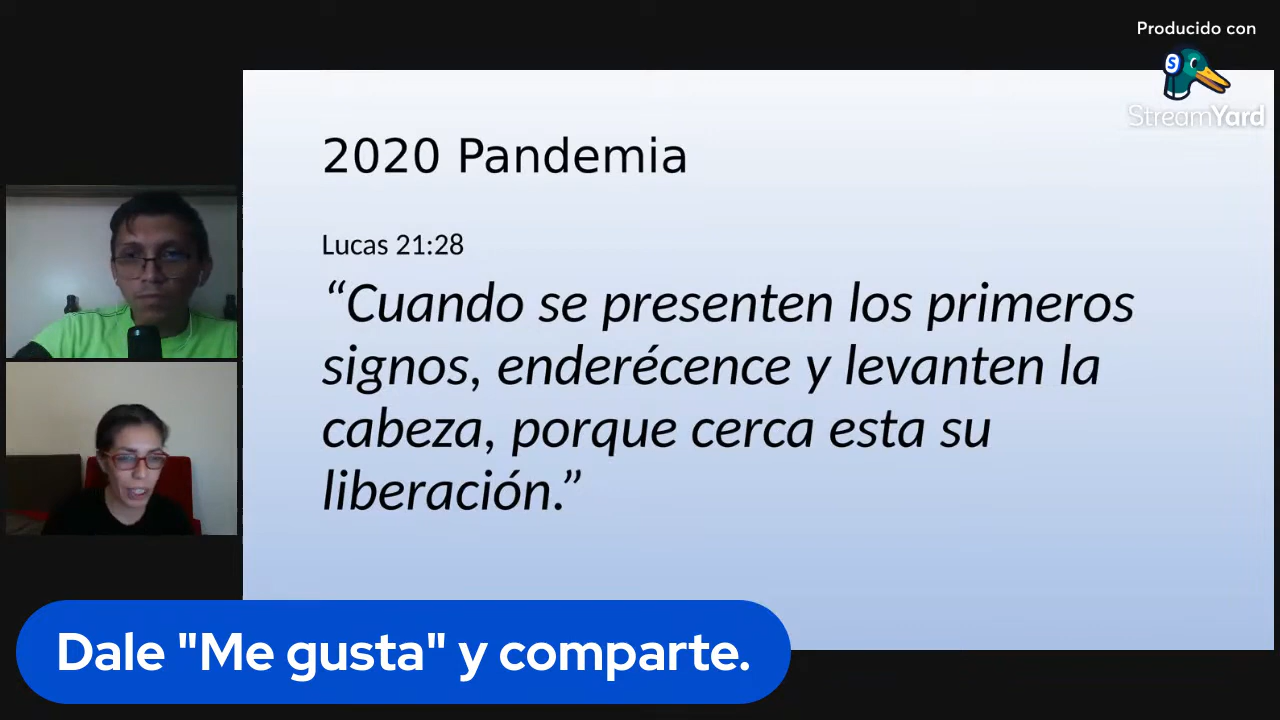 Producido con
StreamYard
2020 Pandemia
Lucas 21:28
“Cuando se presenten los primeros
signos, enderécence y levanten la
cabeza, porque cerca esta su
liberación.”
Dale "Me gusta" y comparte.